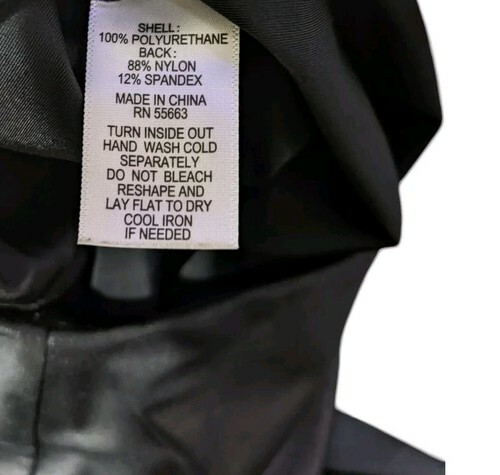 SHELL:
100% POLYURETHANE
BACK:
88% NYLON
12% SPANDEX
MADE IN CHINA
RN 55663
TURN INSIDE OUT
HAND WASH COLD
SEPARATELY
DO NOT BLEACH
RESHAPE AND
LAY FLAT TO DRY
COOL IRON
IF NEEDED